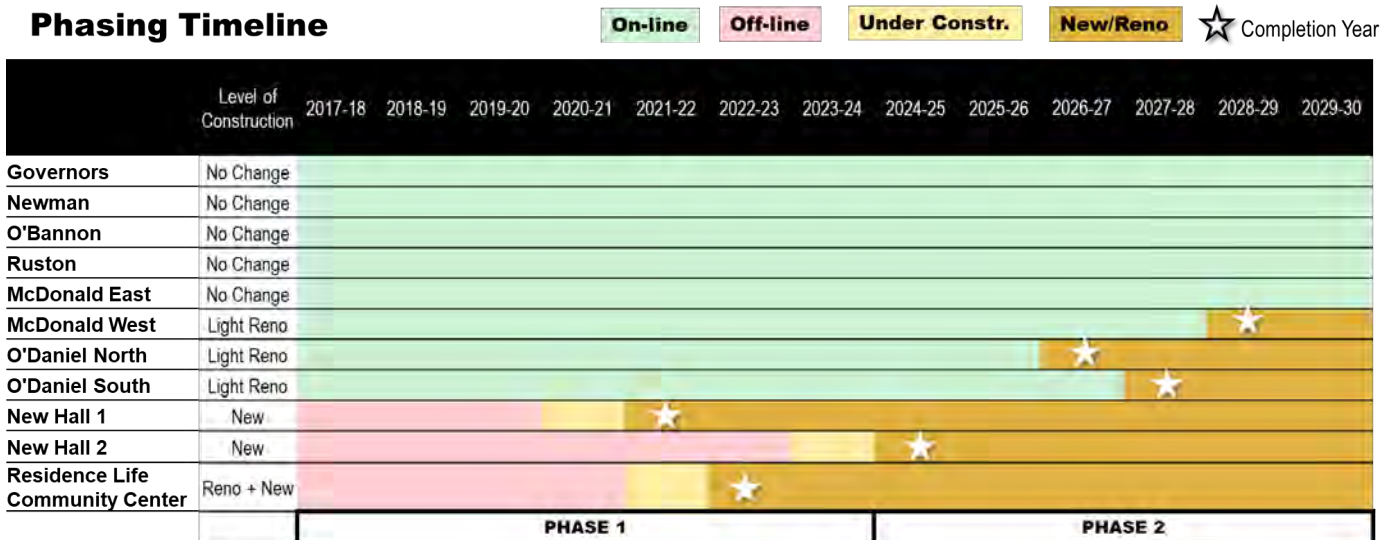 Phasing Timeline
On-line Off-line Under Constr. New/Reno Completion Year
Level of
Construction 2017-18 2018-19 2019-20 2020-21 2021-22 2022-23 2023-24 2024-25 2025-26 2026-27 2027-28 2028-29 2029-30
Governors No Change
Newman No Change
O'Bannon No Change
Ruston No Change
McDonald East No Change
McDonald West Light Reno
O'Daniel North Light Reno
O'Daniel South Light Reno
New Hall 1 New
New Hall 2 New
Residence Life
Community Center Reno + New
PHASE 1 PHASE 2